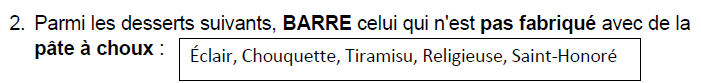 2. Parmi les desserts suivants, BARRE celui qui n'est pas fabriqué avec de la
pâte à choux : Éclair, Chouquette, Tiramisu, Religieuse, Saint-Honoré